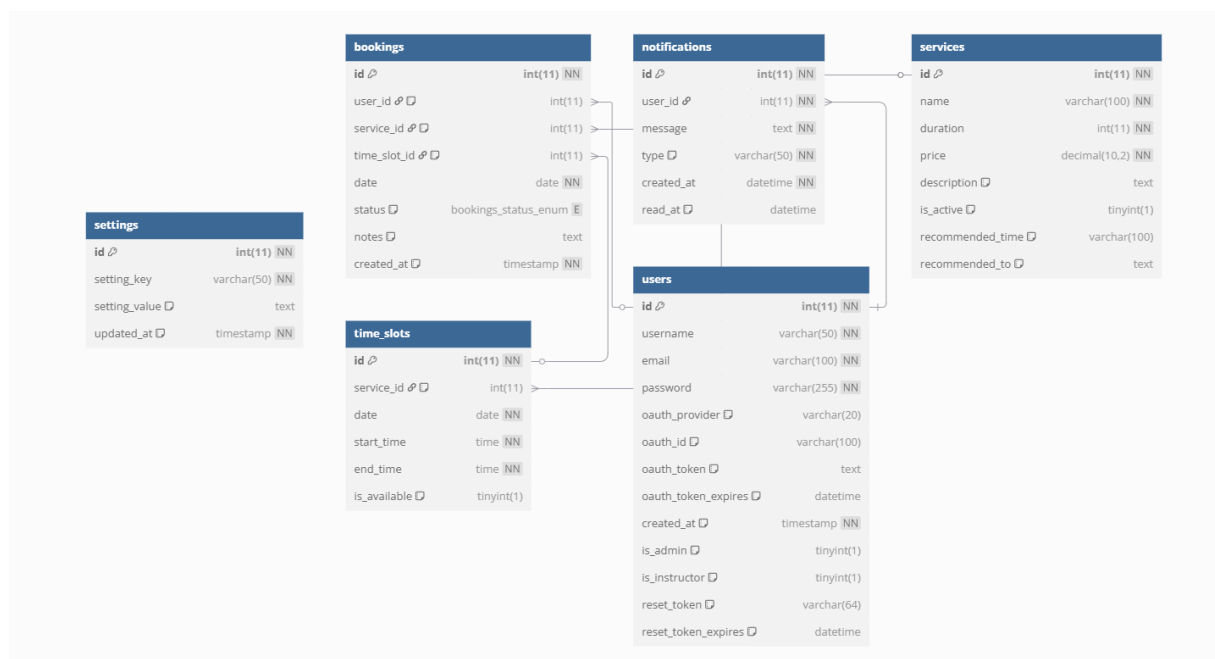 bookings
id int(11) NN
user_id int(11)
service_id int(11)
time_slot_id int(11)
date date NN
status bookings_status_enum E
notes text
created_at timestamp NN
notifications
id int(11) NN
user_id int(11) NN
message text NN
type varchar(50) NN
created_at datetime NN
read_at datetime
services
id int(11) NN
name varchar(100) NN
duration int(11) NN
price decimal(10,2) NN
description text
is_active tinyint(1)
recommended_time varchar(100)
recommended_to text
settings
id int(11) NN
setting_key varchar(50) NN
setting_value text
updated_at timestamp NN
time_slots
id int(11) NN
service_id int(11)
date date NN
start_time time NN
end_time time NN
is_available tinyint(1)
users
id int(11) NN
username varchar(50) NN
email varchar(100) NN
password varchar(255) NN
oauth_provider varchar(20)
oauth_id varchar(100)
oauth_token text
oauth_token_expires datetime
created_at timestamp NN
is_admin tinyint(1)
is_instructor tinyint(1)
reset_token varchar(64)
reset_token_expires datetime